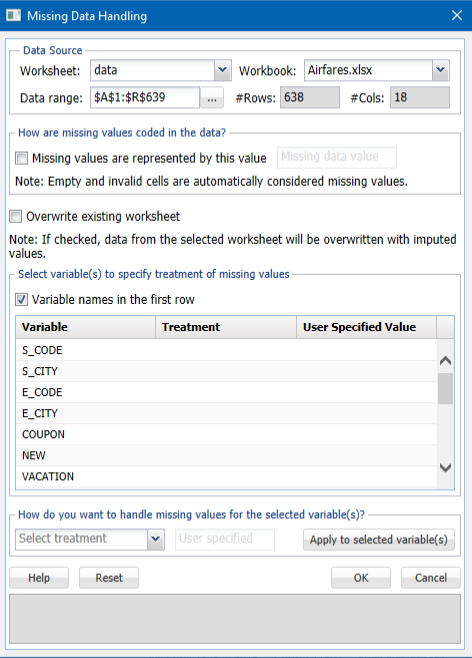 Missing Data Handling
Data Source
Worksheet: data Workbook: Airfares.xlsx
Data range: $A$1:$R$639 ... #Rows: 638 #Cols: 18
How are missing values coded in the data?
Missing values are represented by this value Missing data value
Note: Empty and invalid cells are automatically considered missing values.
Overwrite existing worksheet
Note: If checked, data from the selected worksheet will be overwritten with imputed
values.
Select variable(s) to specify treatment of missing values
Variable names in the first row
Variable Treatment User Specified Value
S_CODE
S_CITY
E_CODE
E_CITY
COUPON
NEW
VACATION
How do you want to handle missing values for the selected variable(s)?
Select treatment User specified Apply to selected variable(s)
Help Reset OK Cancel